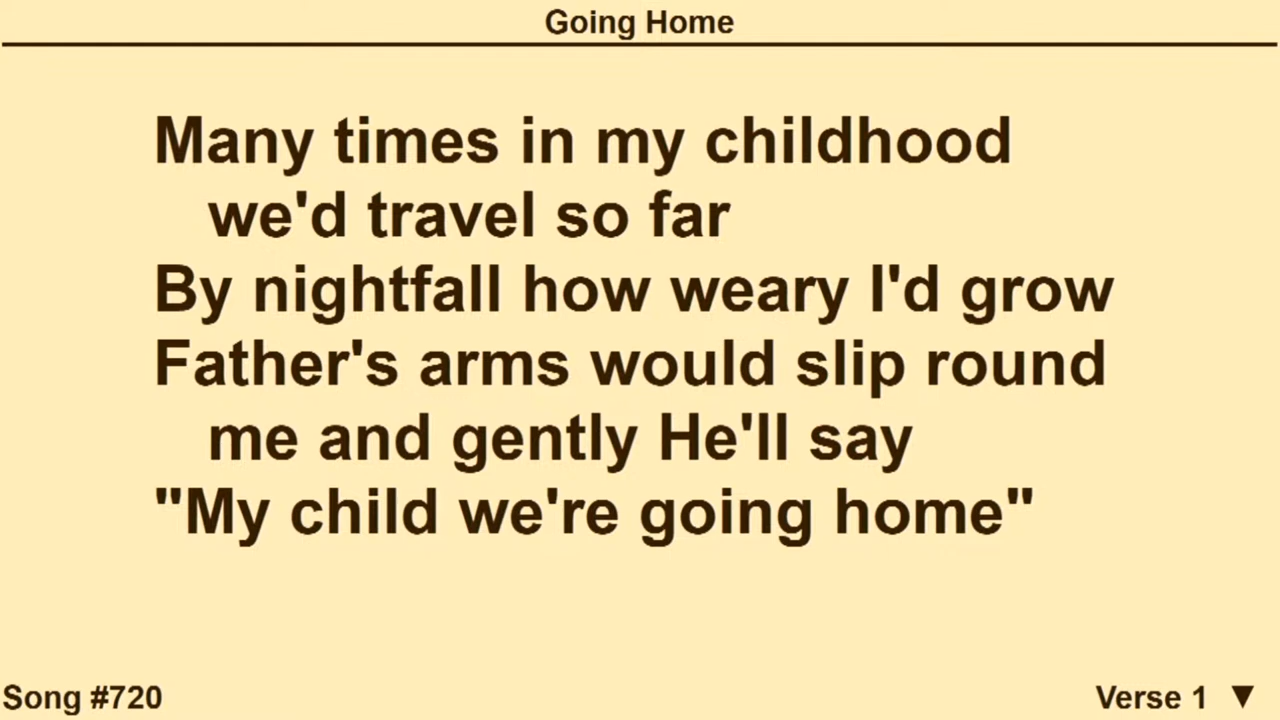 Going Home
Many times in my childhood
we'd travel so far
By nightfall how weary I'd grow
Father's arms would slip round
me and gently He'll say
"My child we're going home"
Song #720
Verse 1 ▼